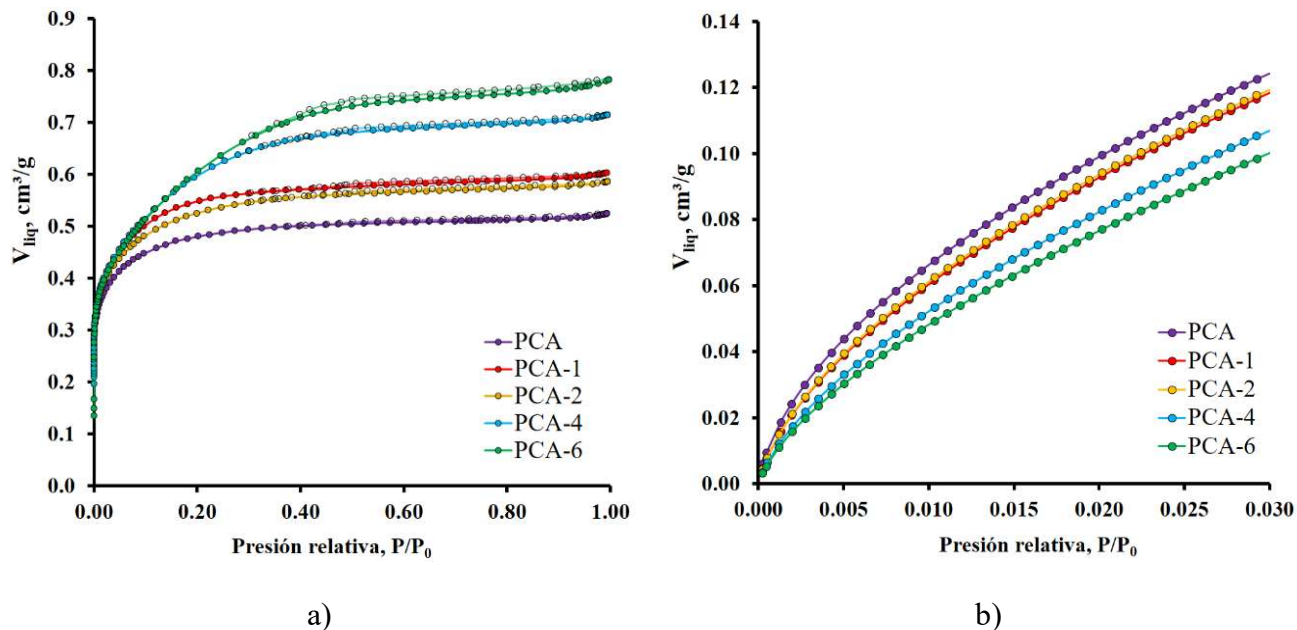 0.9
0.8
0.7
0.6
0.5
0.4
0.3
0.2
0.1
0.0
V_liq, cm³/g
0.00 0.20 0.40 0.60 0.80 1.00
Presión relativa, P/P₀
PCA
PCA-1
PCA-2
PCA-4
PCA-6
a)
0.14
0.12
0.10
0.08
0.06
0.04
0.02
0.00
V_liq, cm³/g
0.000 0.005 0.010 0.015 0.020 0.025 0.030
Presión relativa, P/P₀
PCA
PCA-1
PCA-2
PCA-4
PCA-6
b)